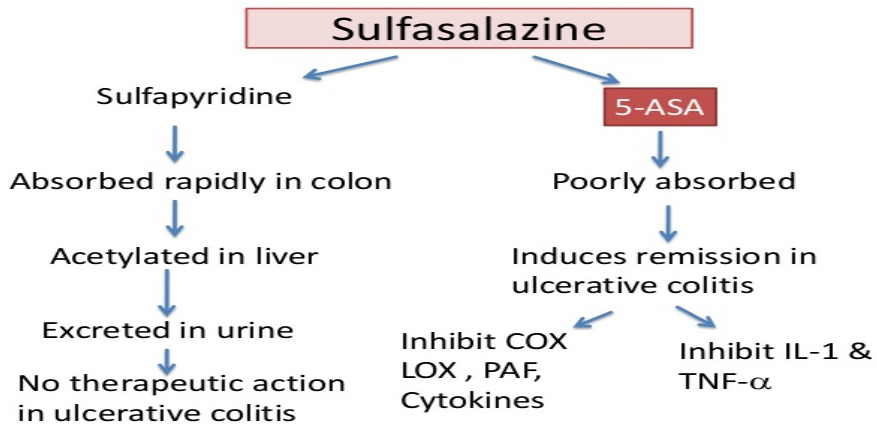 Sulfasalazine
Sulfapyridine
Absorbed rapidly in colon
Acetylated in liver
Excreted in urine
No therapeutic action
in ulcerative colitis
5-ASA
Poorly absorbed
Induces remission in
ulcerative colitis
Inhibit COX
LOX , PAF,
Cytokines
Inhibit IL-1 &
TNF-α